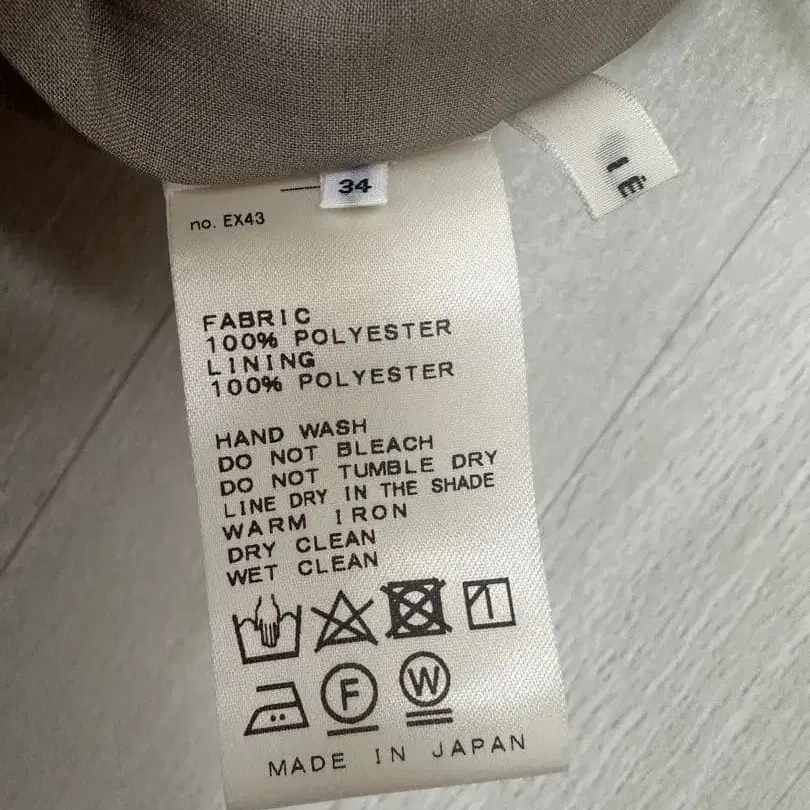 34
no. EX43
FABRIC
100% POLYESTER
LINING
100% POLYESTER
HAND WASH
DO NOT BLEACH
DO NOT TUMBLE DRY
LINE DRY IN THE SHADE
WARM IRON
DRY CLEAN
WET CLEAN
F
W
MADE IN JAPAN